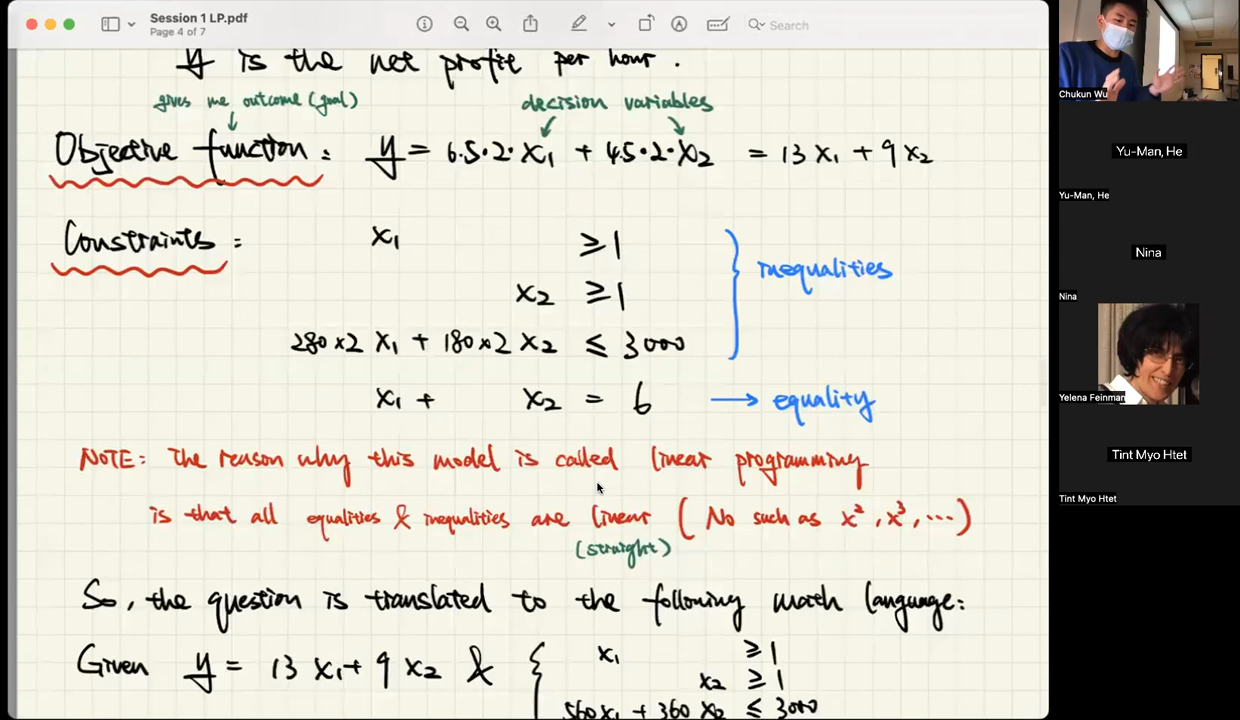 Session 1 LP.pdf
Page 4 of 7
Search
y is the net profit per hour.
gives me outcome (goal)
decision variables
Objective function: y = 6.5·2·x₁ + 4.5·2·x₂ = 13x₁ + 9x₂
Constraints: x₁ ≥ 1
x₂ ≥ 1
inequalities
280×2 x₁ + 180×2 x₂ ≤ 3000
x₁ + x₂ = 6 → equality
NOTE: The reason why this model is called linear programming
is that all equalities & inequalities are linear (No such as x², x³, ...)
(straight)
So, the question is translated to the following math language:
Given y = 13x₁ + 9x₂ & { x₁ ≥ 1
x₂ ≥ 1
560x₁ + 360x₂ ≤ 3000
Chukun Wu
Yu-Man, He
Yu-Man, He
Nina
Nina
Yelena Feinman
Tint Myo Htet
Tint Myo Htet